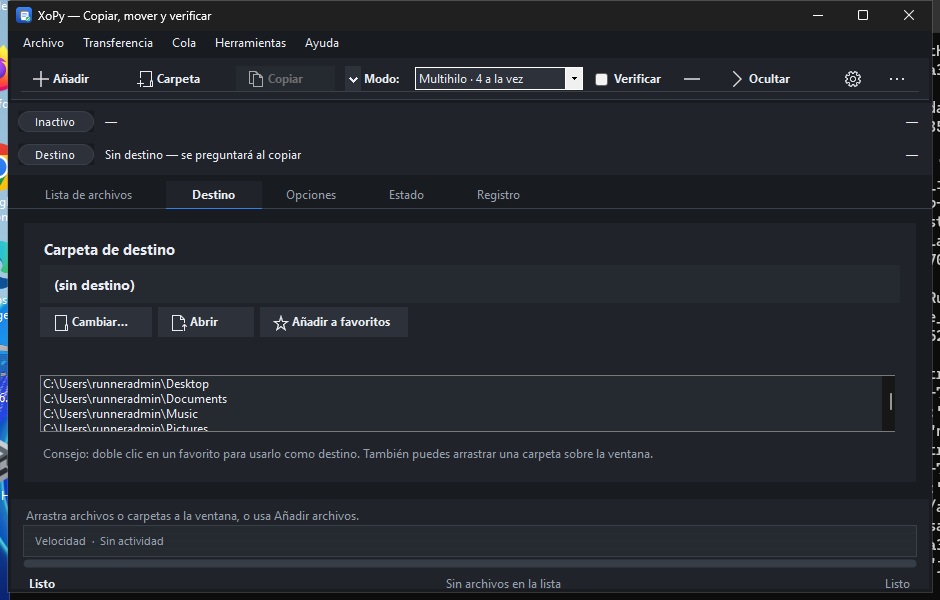 XoPy — Copiar, mover y verificar
Archivo Transferencia Cola Herramientas Ayuda
Añadir Carpeta Copiar Modo: Multihilo · 4 a la vez Verificar — Ocultar ...
Inactivo — —
Destino Sin destino — se preguntará al copiar —
Lista de archivos Destino Opciones Estado Registro
Carpeta de destino
(sin destino)
Cambiar... Abrir Añadir a favoritos
C:\Users\runneradmin\Desktop
C:\Users\runneradmin\Documents
C:\Users\runneradmin\Music
C:\Users\runneradmin\Pictures
Consejo: doble clic en un favorito para usarlo como destino. También puedes arrastrar una carpeta sobre la ventana.
Arrastra archivos o carpetas a la ventana, o usa Añadir archivos.
Velocidad · Sin actividad
Listo Sin archivos en la lista Listo